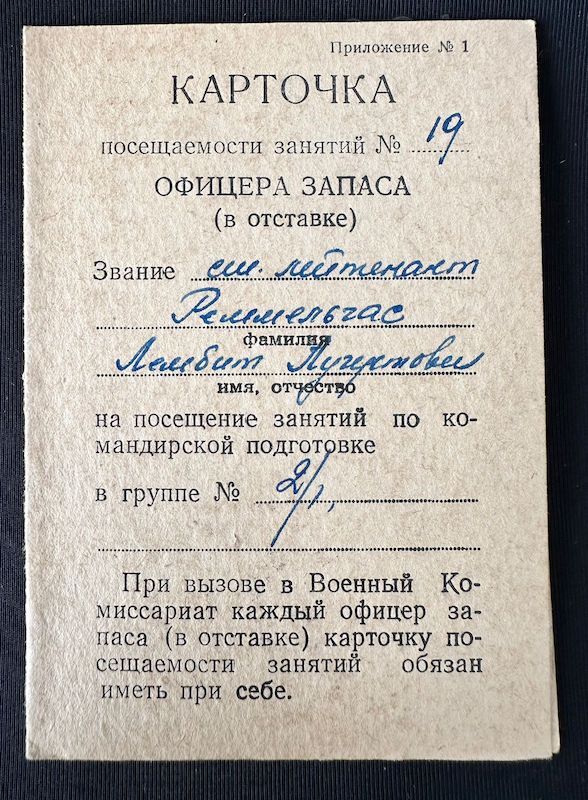 Приложение № 1
КАРТОЧКА
посещаемости занятий № 19
ОФИЦЕРА ЗАПАСА
(в отставке)
Звание ст. лейтенант
Реммельчас
фамилия
Лембит
имя, отчество
на посещение занятий по ко-
мандирской подготовке
в группе № 2/1,
При вызове в Военный Ко-
миссариат каждый офицер за-
паса (в отставке) карточку по-
сещаемости занятий обязан
иметь при себе.